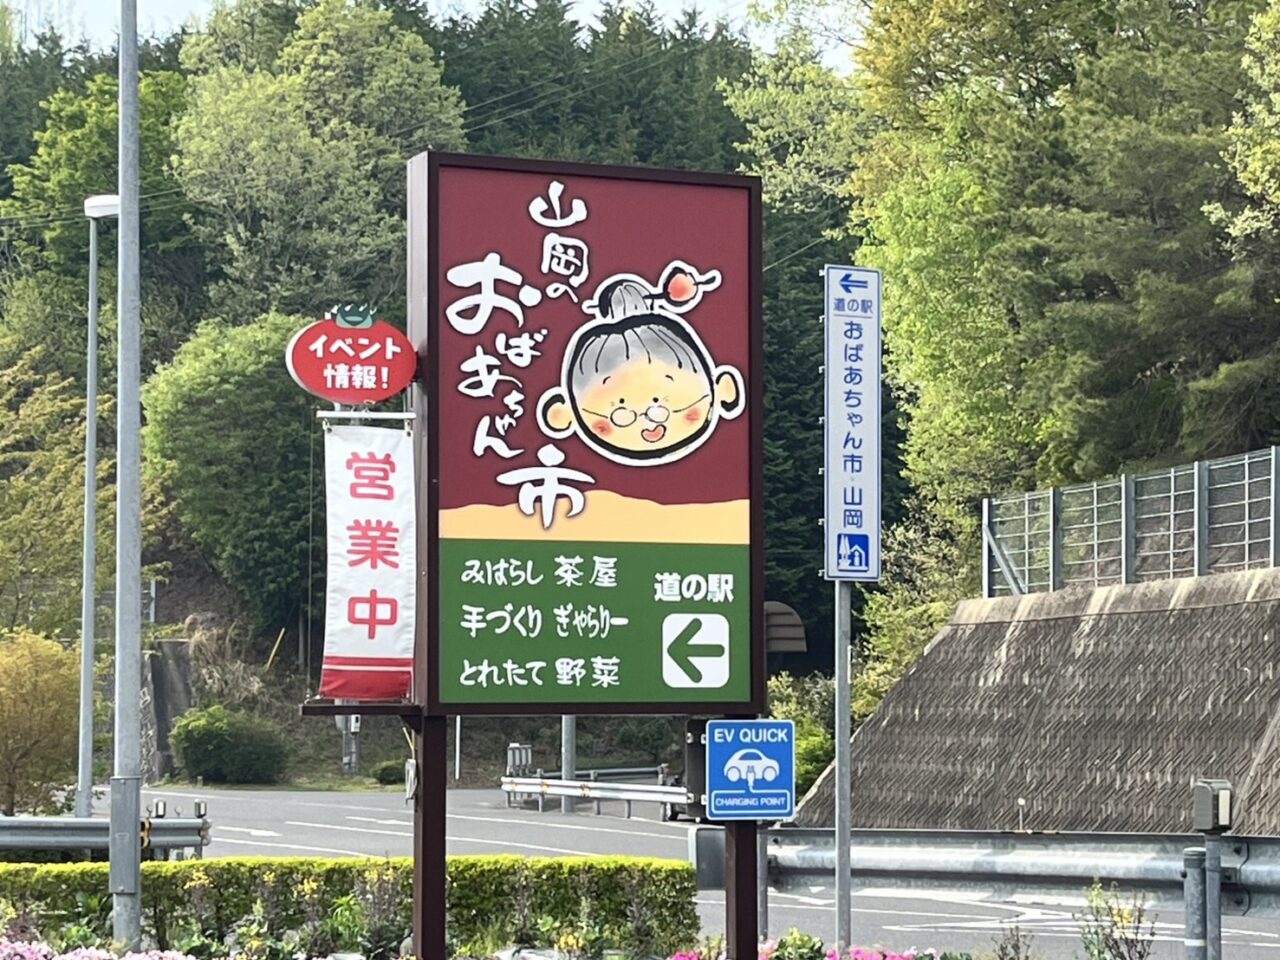 山岡の
おばあちゃん
市
イベント
情報!
営業中
みはらし 茶屋
手づくり ぎゃらりー
とれたて 野菜
道の駅
EV QUICK
CHARGING POINT
道の駅
おばあちゃん市・山岡